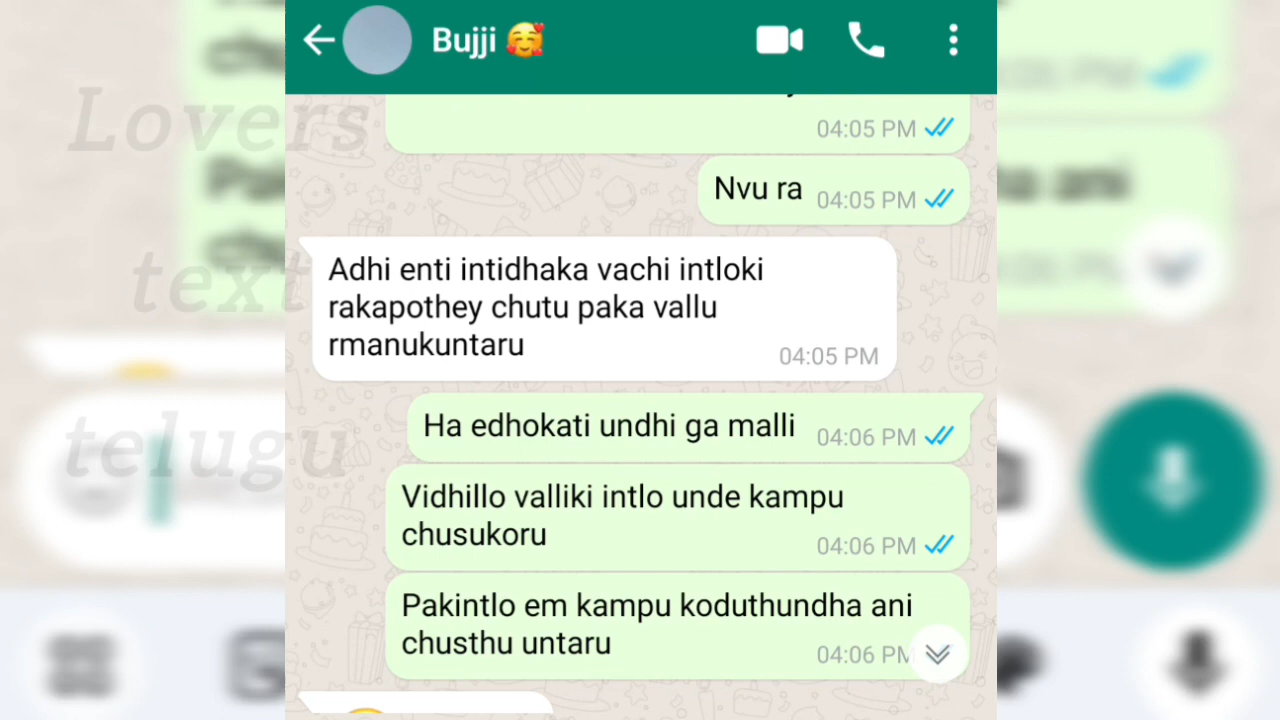 Bujji 🥰
04:05 PM
Nvu ra 04:05 PM
Adhi enti intidhaka vachi intloki
rakapothey chutu paka vallu
rmanukuntaru
04:05 PM
Ha edhokati undhi ga malli 04:06 PM
Vidhillo valliki intlo unde kampu
chusukoru
04:06 PM
Pakintlo em kampu koduthundha ani
chusthu untaru
04:06 PM
Lovers
text
telugu